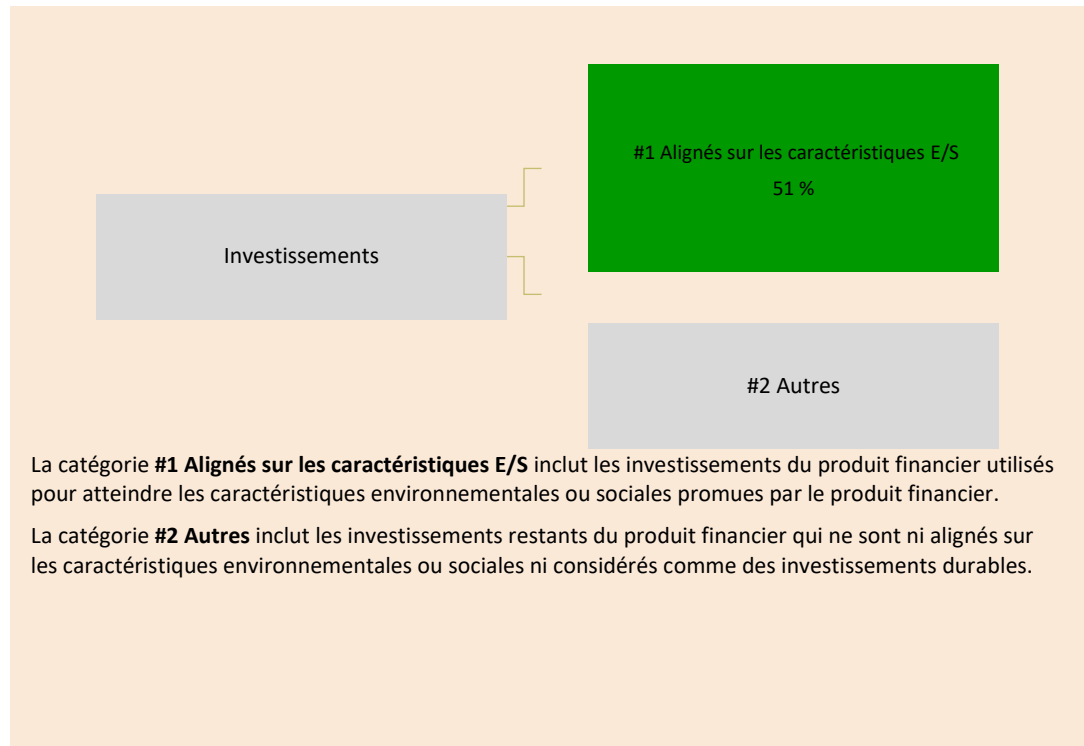 #1 Alignés sur les caractéristiques E/S
51 %
Investissements
#2 Autres
La catégorie #1 Alignés sur les caractéristiques E/S inclut les investissements du produit financier utilisés
pour atteindre les caractéristiques environnementales ou sociales promues par le produit financier.
La catégorie #2 Autres inclut les investissements restants du produit financier qui ne sont ni alignés sur
les caractéristiques environnementales ou sociales ni considérés comme des investissements durables.